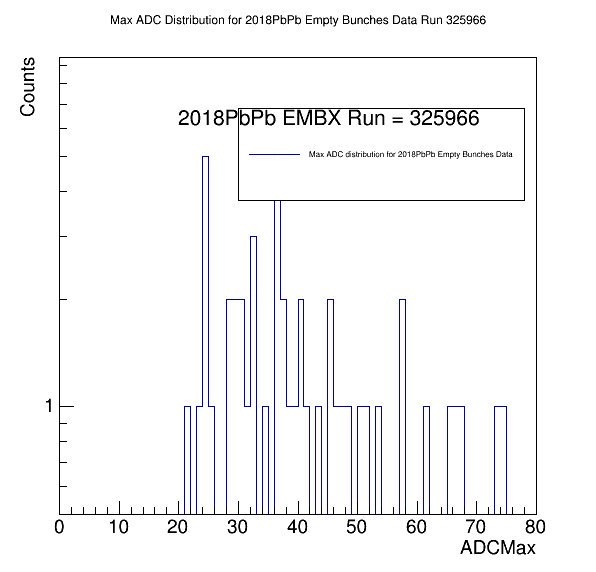 Max ADC Distribution for 2018PbPb Empty Bunches Data Run 325966
Counts
2018PbPb EMBX Run = 325966
Max ADC distribution for 2018PbPb Empty Bunches Data
1
0 10 20 30 40 50 60 70 80
ADCMax